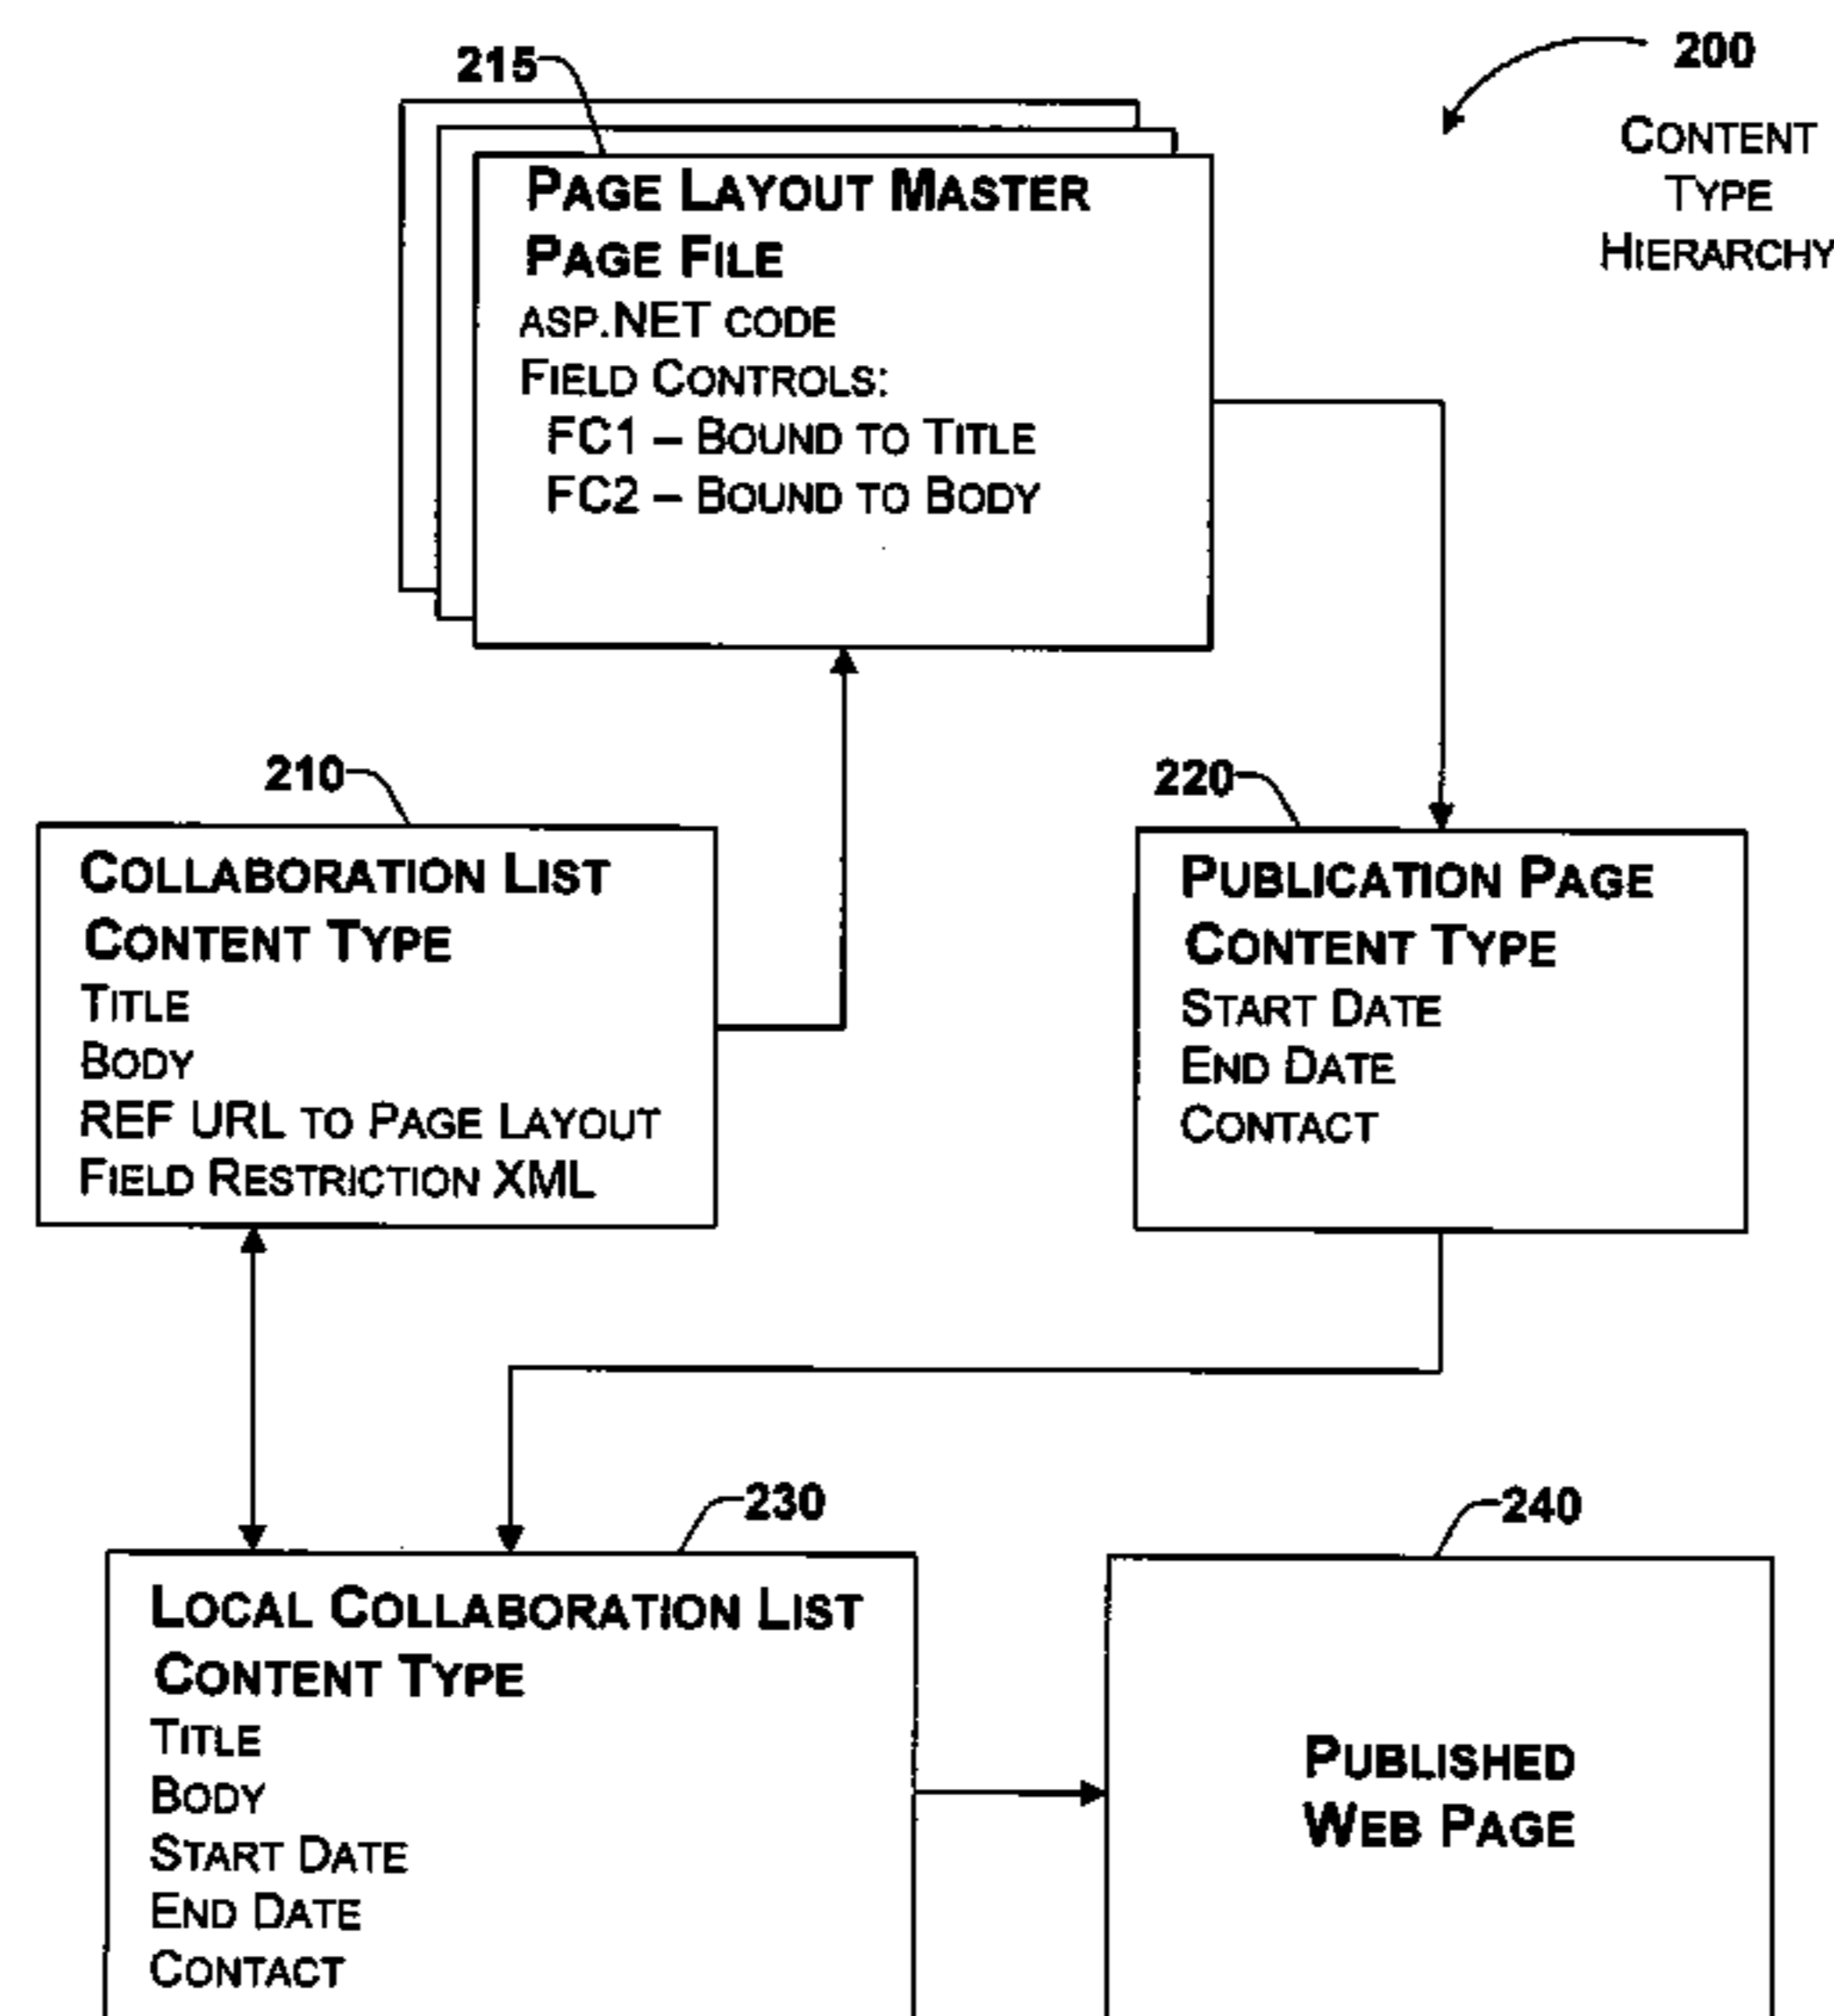 215
200
CONTENT
TYPE
HIERARCHY
PAGE LAYOUT MASTER
PAGE FILE
ASP.NET CODE
FIELD CONTROLS:
FC1 – BOUND TO TITLE
FC2 – BOUND TO BODY
210
COLLABORATION LIST
CONTENT TYPE
TITLE
BODY
REF URL TO PAGE LAYOUT
FIELD RESTRICTION XML
220
PUBLICATION PAGE
CONTENT TYPE
START DATE
END DATE
CONTACT
230
LOCAL COLLABORATION LIST
CONTENT TYPE
TITLE
BODY
START DATE
END DATE
CONTACT
240
PUBLISHED
WEB PAGE